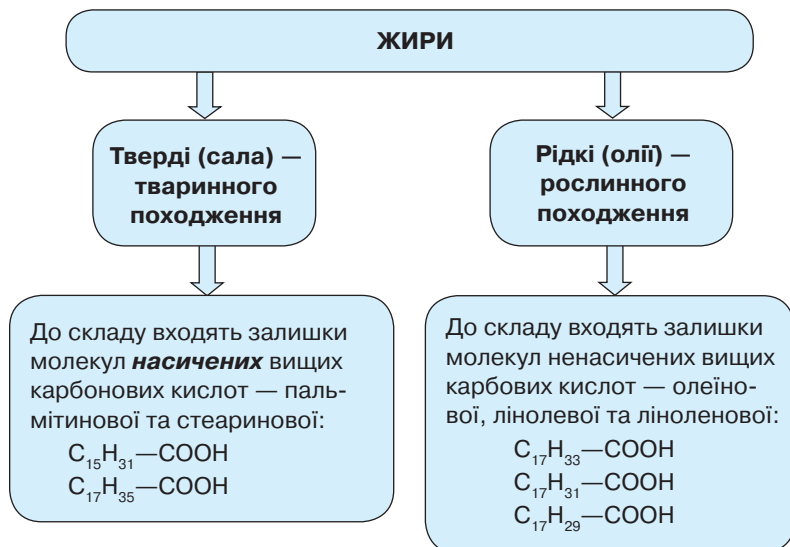 ЖИРИ
Тверді (сала) —
тваринного
походження
До складу входять залишки
молекул насичених вищих
карбонових кислот — паль-
мітинової та стеаринової:
C₁₅H₃₁—COOH
C₁₇H₃₅—COOH
Рідкі (олії) —
рослинного
походження
До складу входять залишки
молекул ненасичених вищих
карбових кислот — олеїно-
вої, лінолевої та ліноленової:
C₁₇H₃₃—COOH
C₁₇H₃₁—COOH
C₁₇H₂₉—COOH